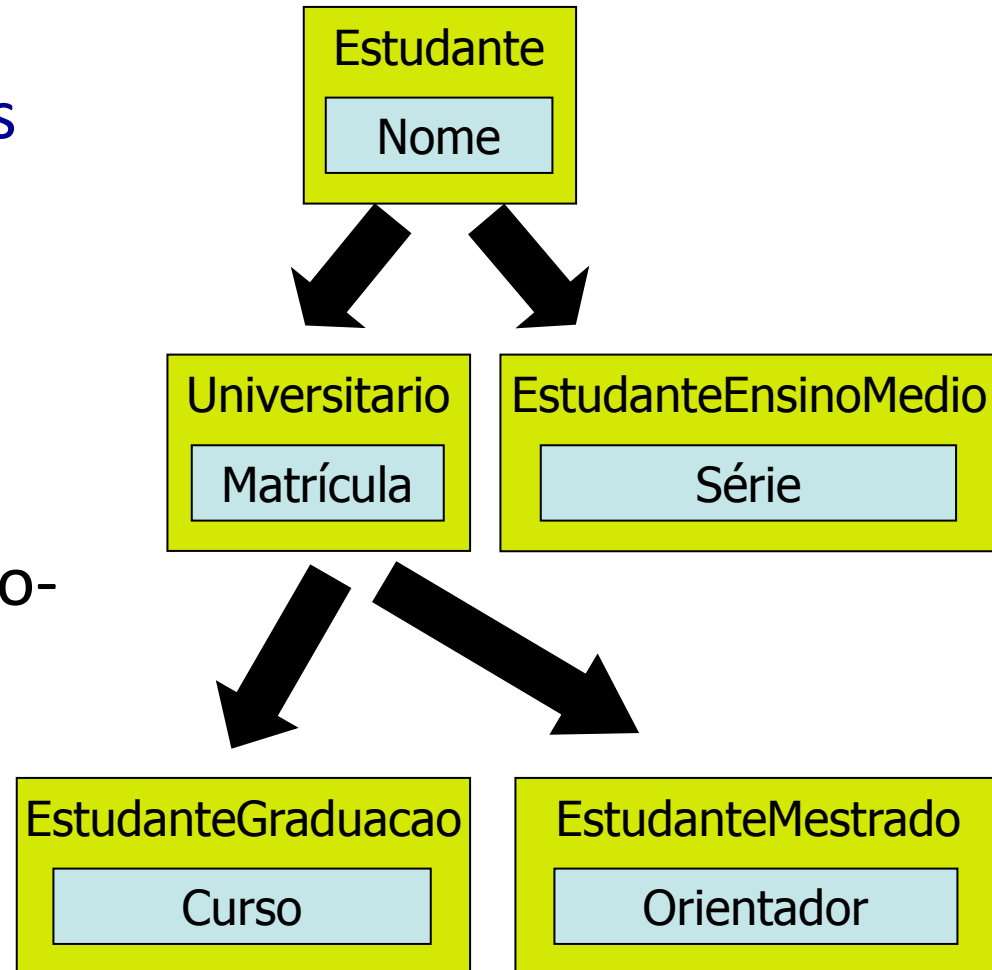 Estudante
s
Nome
Universitario
EstudanteEnsinoMedio
Matrícula
Série
o-
EstudanteGraduacao
EstudanteMestrado
Curso
Orientador